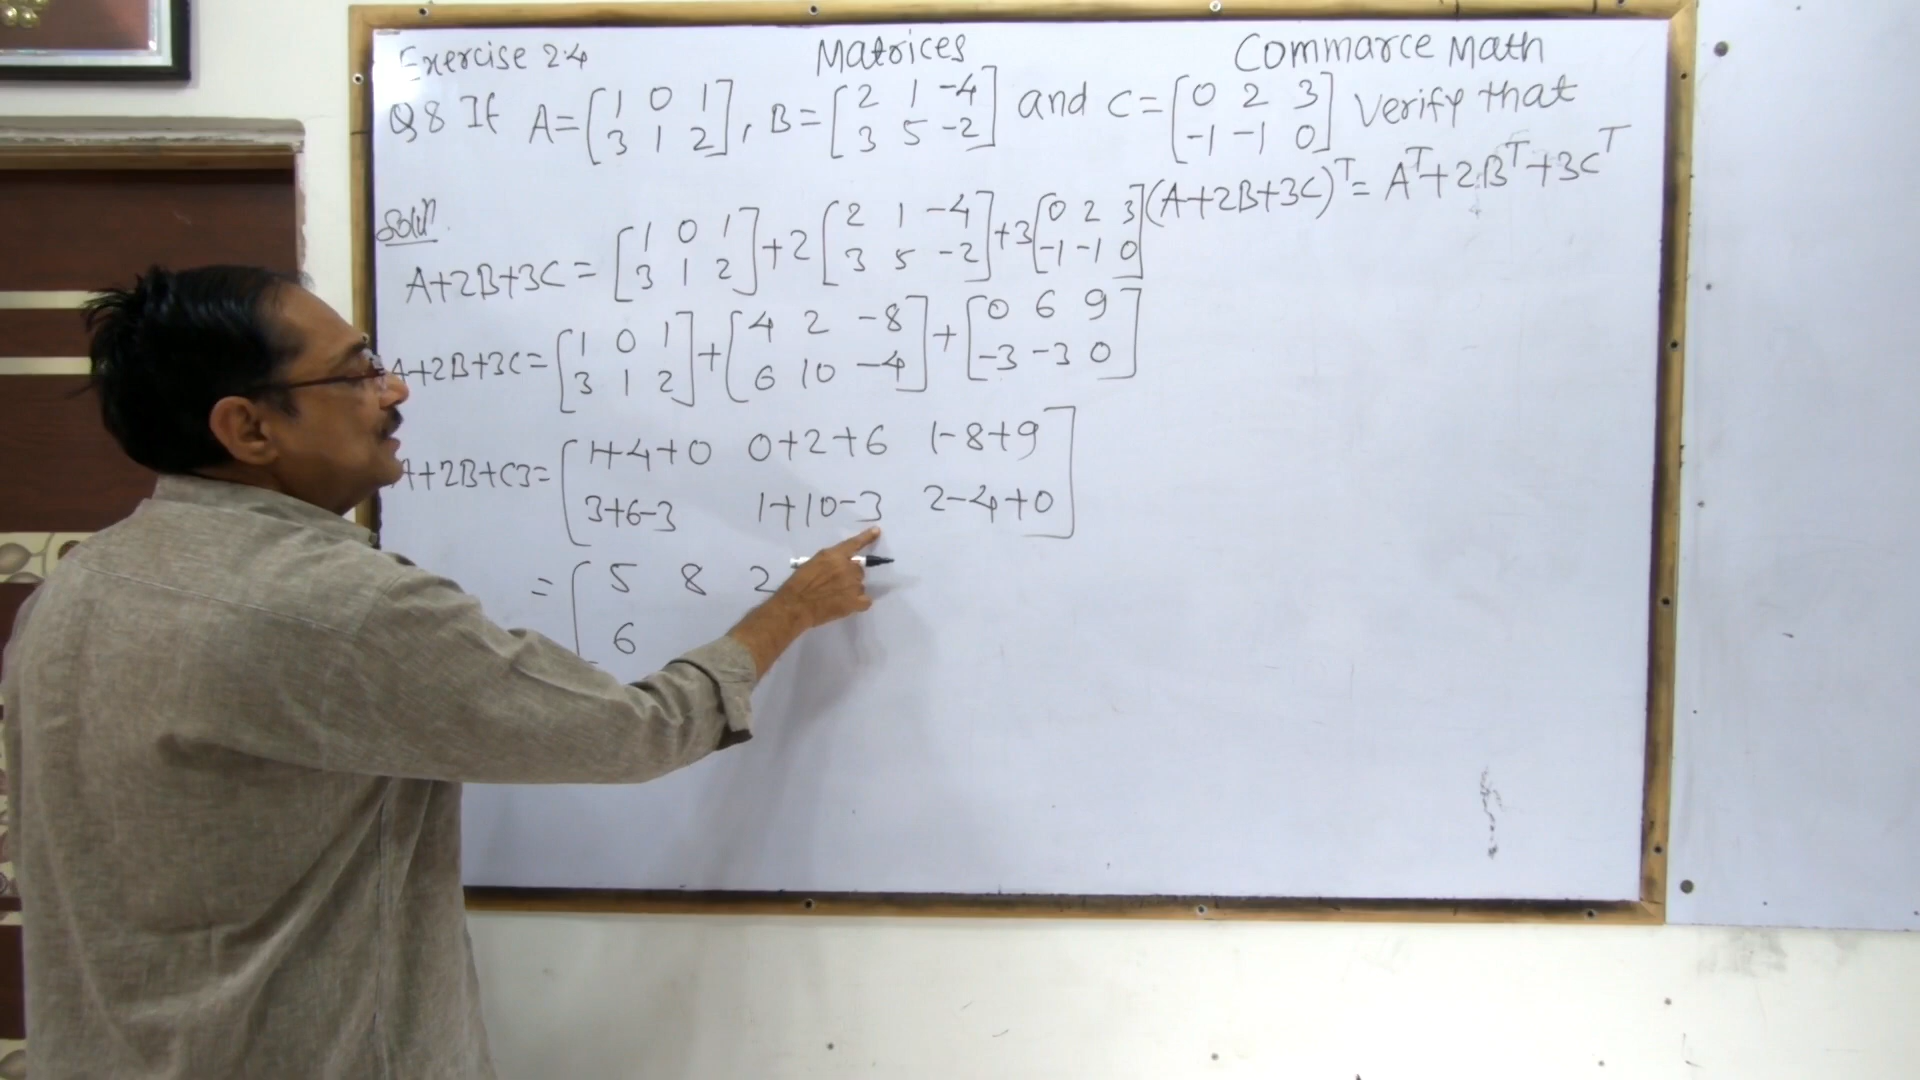 Exercise 2.4 Matrices Commarce Math
Q8 If A=[1 0 1], B=[2 1 -4] and C=[0 2 3] Verify that
[3 1 2] [3 5 -2] [-1 -1 0]
(A+2B+3C)^T = A^T+2B^T+3C^T
Solun.
A+2B+3C = [1 0 1]+2[2 1 -4]+3[0 2 3]
[3 1 2] [3 5 -2] [-1 -1 0]
A+2B+3C= [1 0 1]+[4 2 -8]+[0 6 9]
[3 1 2] [6 10 -4] [-3 -3 0]
A+2B+C3= [1+4+0 0+2+6 1-8+9]
[3+6-3 1+10-3 2-4+0]
= [5 8 2
6